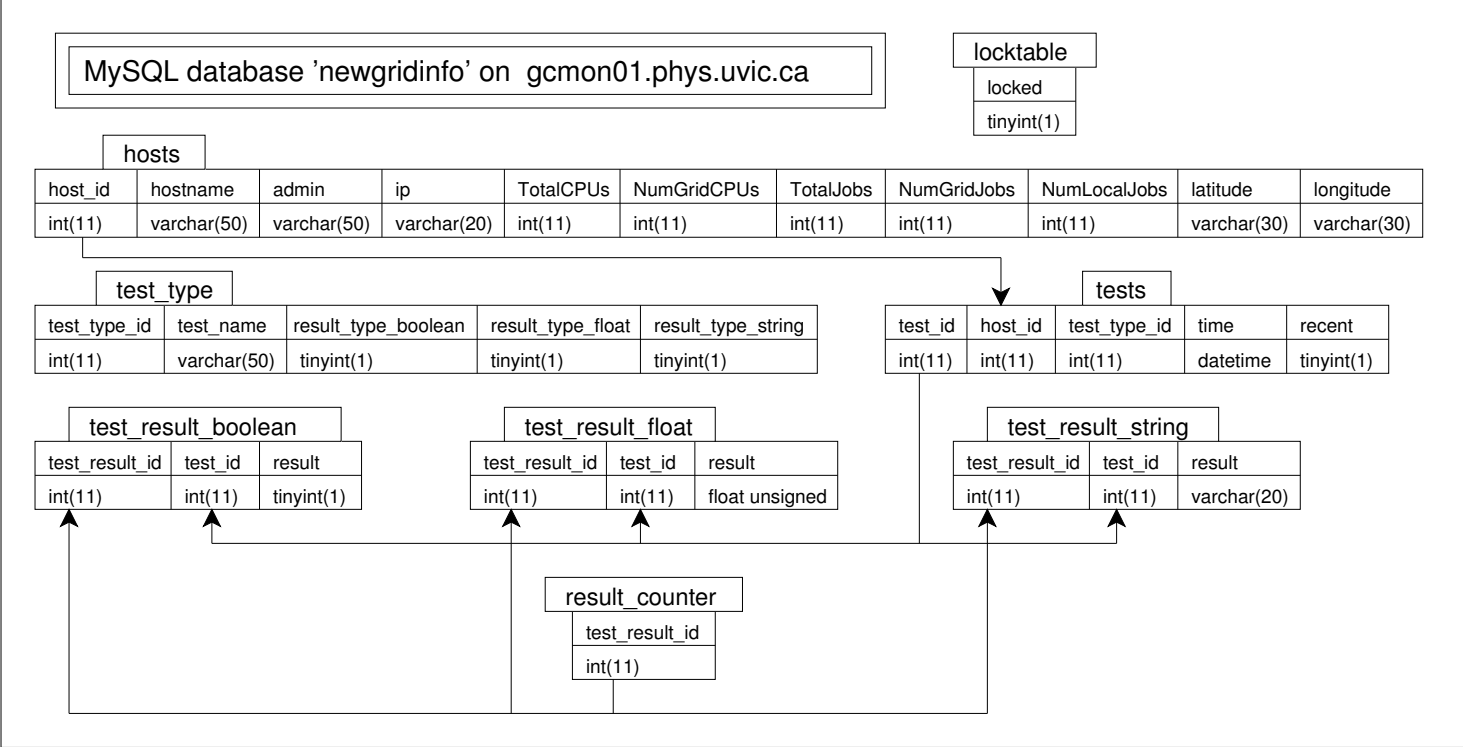 MySQL database 'newgridinfo' on gcmon01.phys.uvic.ca
locktable
locked
tinyint(1)
hosts
host_id hostname admin ip TotalCPUs NumGridCPUs TotalJobs NumGridJobs NumLocalJobs latitude longitude
int(11) varchar(50) varchar(50) varchar(20) int(11) int(11) int(11) int(11) int(11) varchar(30) varchar(30)
test_type
test_type_id test_name result_type_boolean result_type_float result_type_string
int(11) varchar(50) tinyint(1) tinyint(1) tinyint(1)
tests
test_id host_id test_type_id time recent
int(11) int(11) int(11) datetime tinyint(1)
test_result_boolean
test_result_id test_id result
int(11) int(11) tinyint(1)
test_result_float
test_result_id test_id result
int(11) int(11) float unsigned
test_result_string
test_result_id test_id result
int(11) int(11) varchar(20)
result_counter
test_result_id
int(11)